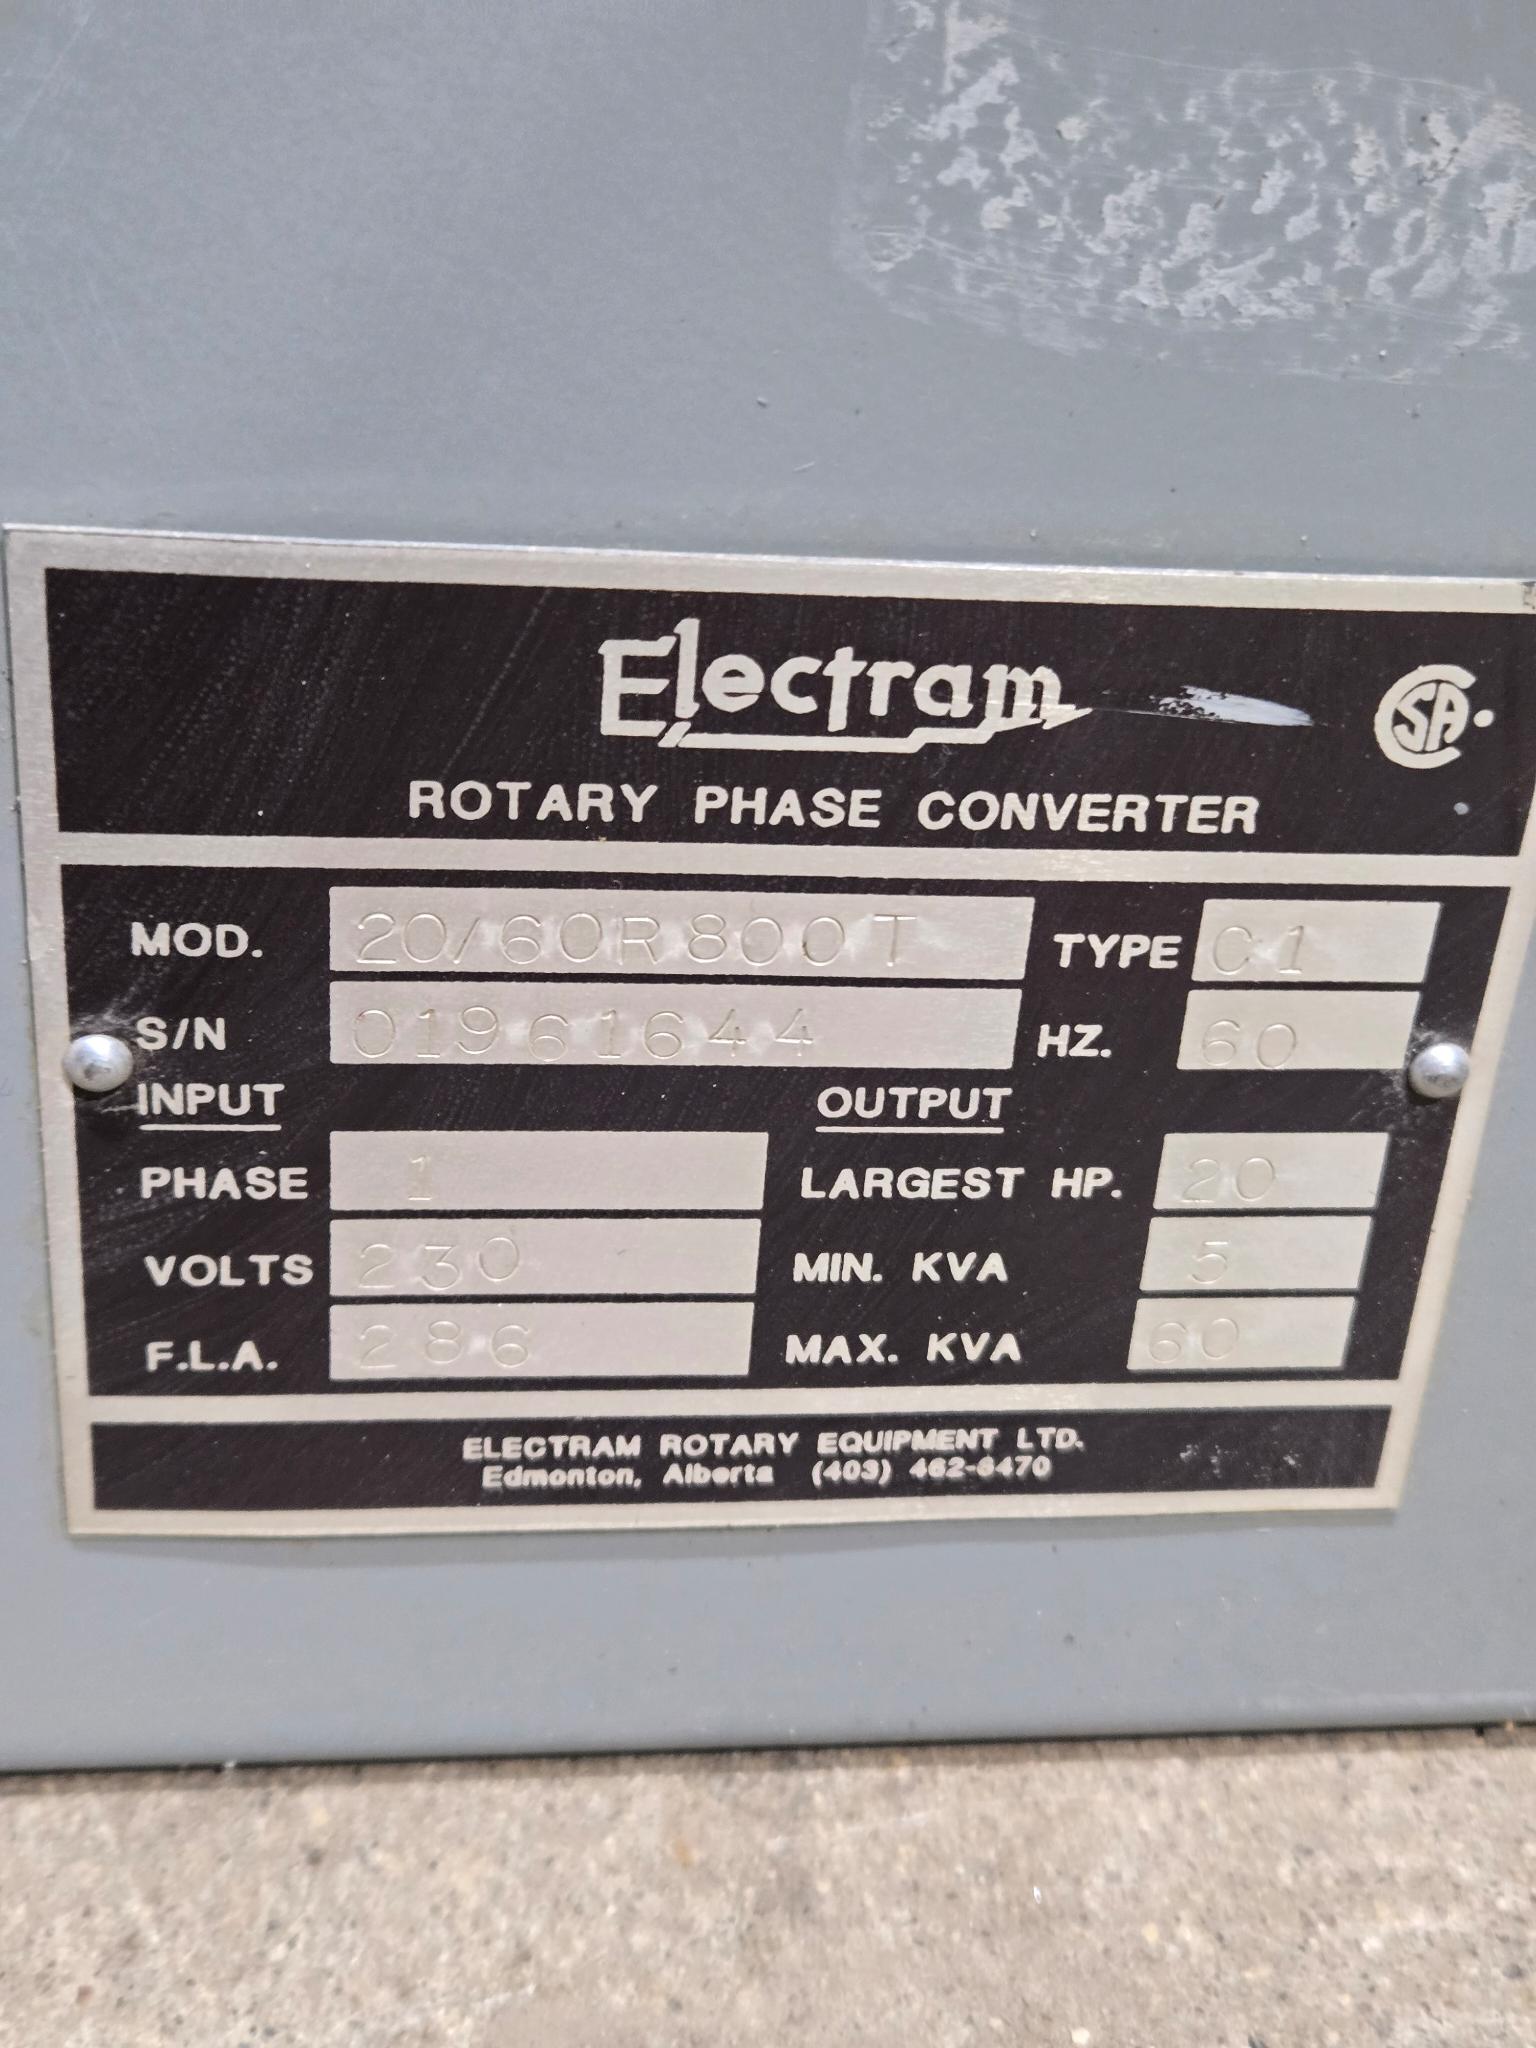 Electram
CSA
ROTARY PHASE CONVERTER
MOD. 20/60R800T TYPE C1
S/N 01961644 HZ. 60
INPUT OUTPUT
PHASE 1 LARGEST HP. 20
VOLTS 230 MIN. KVA 5
F.L.A. 286 MAX. KVA 60
ELECTRAM ROTARY EQUIPMENT LTD.
Edmonton, Alberta (403) 462-6470